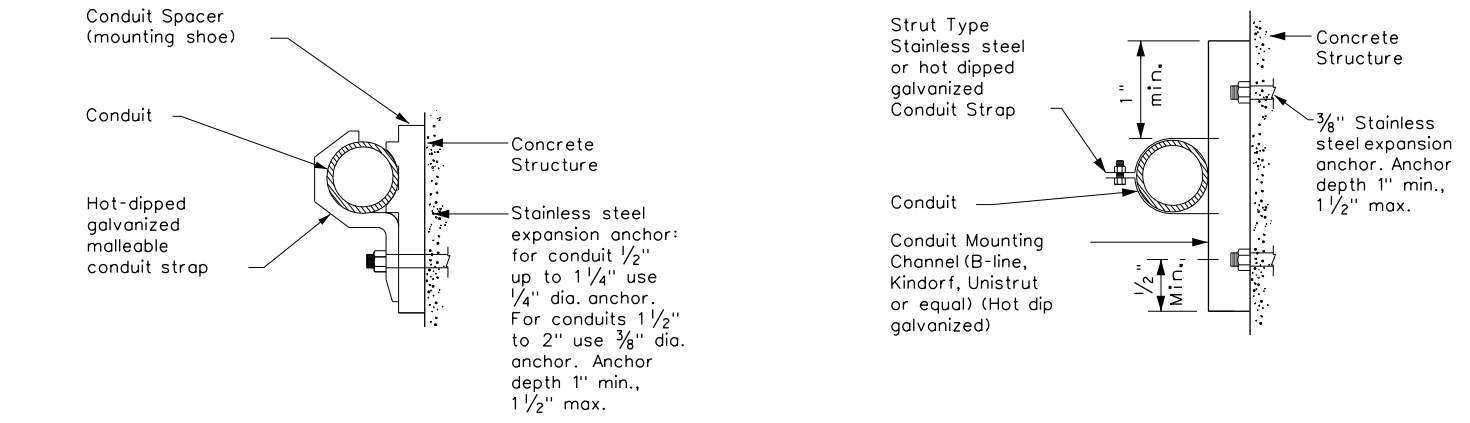 Conduit Spacer
(mounting shoe)
Conduit
Hot-dipped
galvanized
malleable
conduit strap
Concrete
Structure
Stainless steel
expansion anchor:
for conduit 1/2"
up to 1 1/4" use
1/4" dia. anchor.
For conduits 1 1/2"
to 2" use 3/8" dia.
anchor. Anchor
depth 1" min.,
1 1/2" max.
Strut Type
Stainless steel
or hot dipped
galvanized
Conduit Strap
1"
min.
Conduit
Conduit Mounting
Channel (B-line,
Kindorf, Unistrut
or equal) (Hot dip
galvanized)
1/2"
Min.
Concrete
Structure
3/8" Stainless
steel expansion
anchor. Anchor
depth 1" min.,
1 1/2" max.